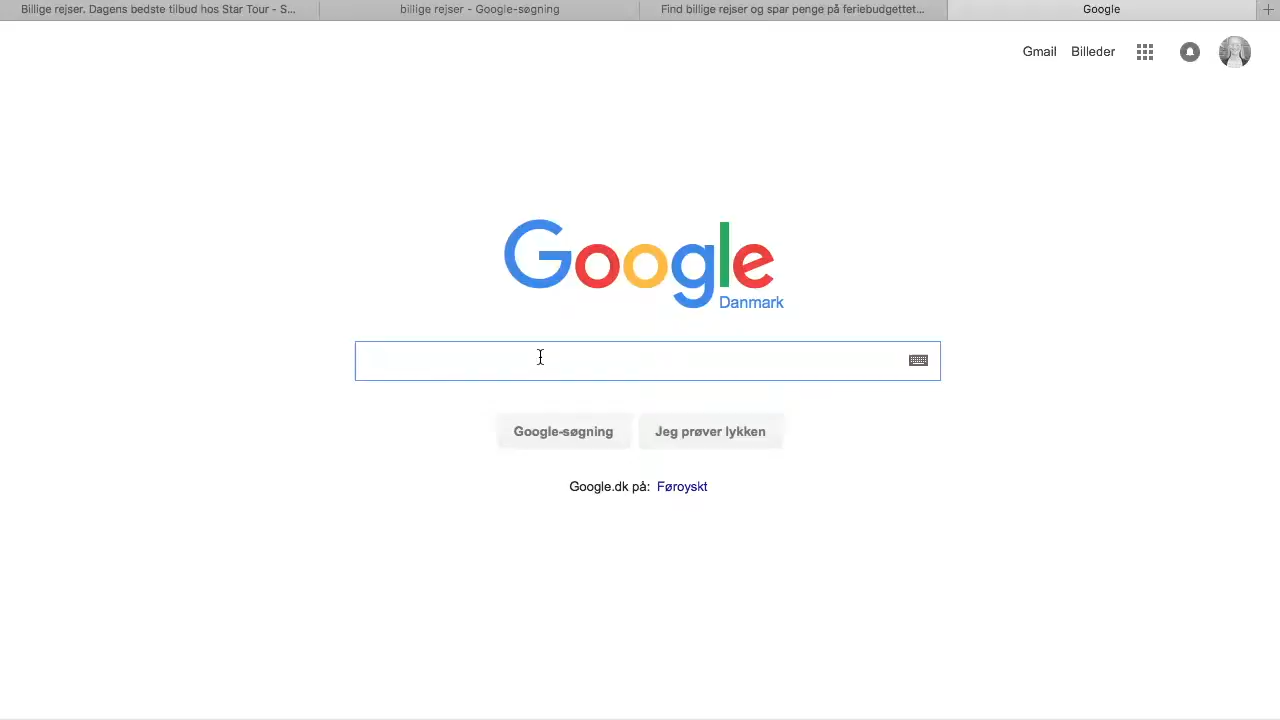 Billige rejser. Dagens bedste tilbud hos Star Tour - S...
billige rejser - Google-søgning
Find billige rejser og spar penge på feriebudgettet...
Google
Gmail Billeder
Google
Danmark
Google-søgning
Jeg prøver lykken
Google.dk på: Føroyskt